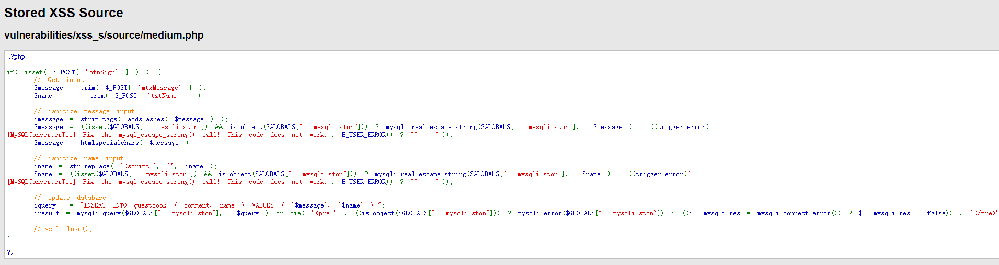 Stored XSS Source
vulnerabilities/xss_s/source/medium.php
<?php
if( isset( $_POST[ 'btnSign' ] ) ) {
// Get input
$message = trim( $_POST[ 'mtxMessage' ] );
$name = trim( $_POST[ 'txtName' ] );
// Sanitize message input
$message = strip_tags( addslashes( $message ) );
$message = ((isset($GLOBALS["___mysqli_ston"]) && is_object($GLOBALS["___mysqli_ston"])) ? mysqli_real_escape_string($GLOBALS["___mysqli_ston"], $message ) : ((trigger_error("
[MySQLConverterToo] Fix the mysql_escape_string() call! This code does not work.", E_USER_ERROR)) ? "" : ""));
$message = htmlspecialchars( $message );
// Sanitize name input
$name = str_replace( '<script>', '', $name );
$name = ((isset($GLOBALS["___mysqli_ston"]) && is_object($GLOBALS["___mysqli_ston"])) ? mysqli_real_escape_string($GLOBALS["___mysqli_ston"], $name ) : ((trigger_error("
[MySQLConverterToo] Fix the mysql_escape_string() call! This code does not work.", E_USER_ERROR)) ? "" : ""));
// Update database
$query = "INSERT INTO guestbook ( comment, name ) VALUES ( '$message', '$name' );";
$result = mysqli_query($GLOBALS["___mysqli_ston"], $query ) or die( '<pre>' . ((is_object($GLOBALS["___mysqli_ston"])) ? mysqli_error($GLOBALS["___mysqli_ston"]) : (($___mysqli_res = mysqli_connect_error()) ? $___mysqli_res : false)) . '</pre>'
//mysql_close();
}
?>